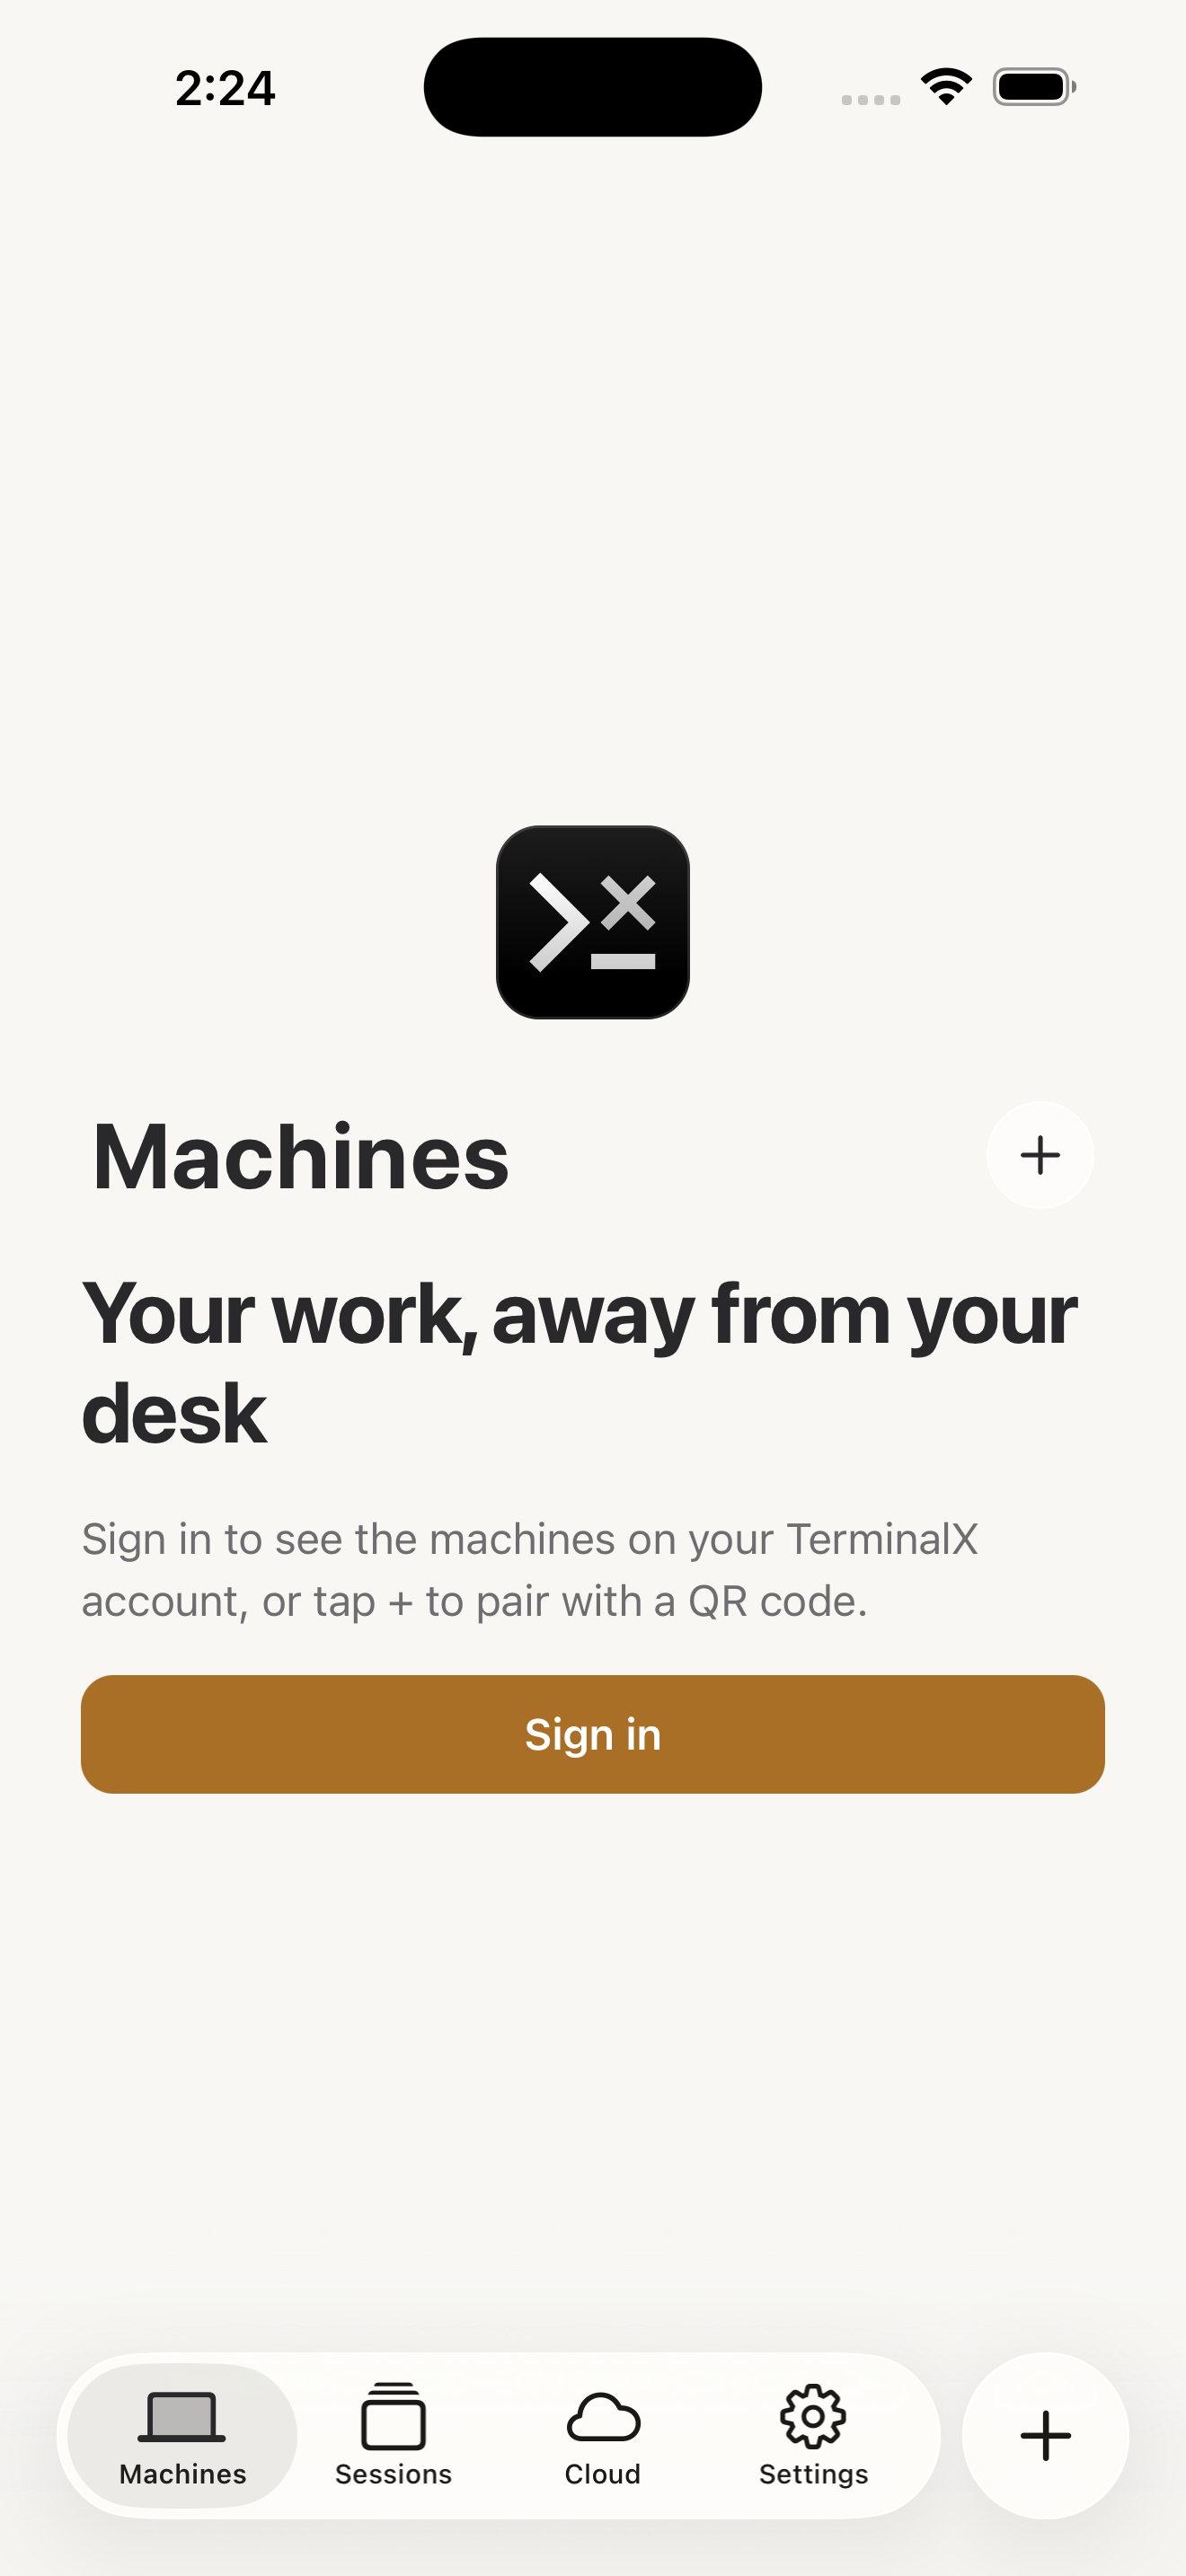 2:24
Machines
Your work, away from your
desk
Sign in to see the machines on your TerminalX
account, or tap + to pair with a QR code.
Sign in
Machines
Sessions
Cloud
Settings